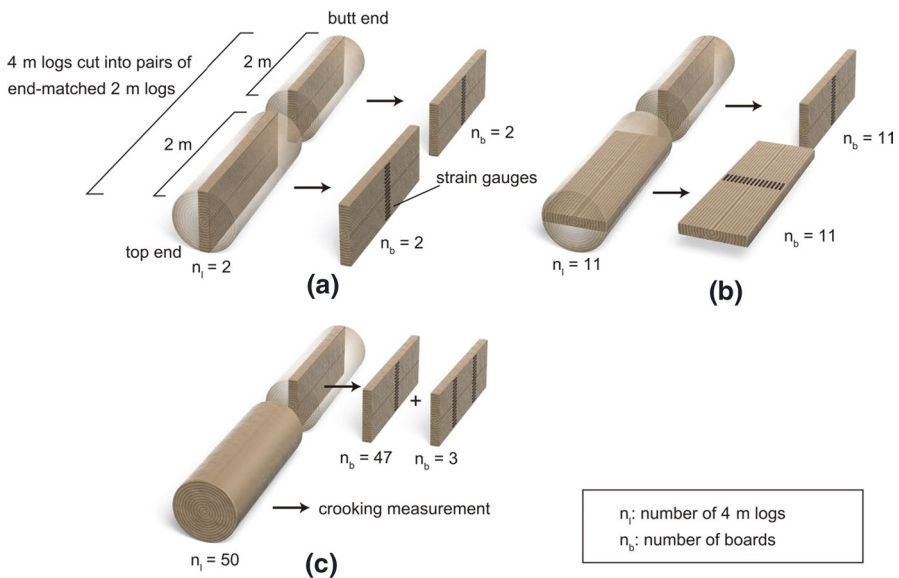 butt end
4 m logs cut into pairs of
end-matched 2 m logs
2 m
2 m
n_b = 2
strain gauges
n_b = 2
top end
n_l = 2
(a)
n_b = 11
n_b = 11
n_l = 11
(b)
+
n_b = 47
n_b = 3
crooking measurement
n_l = 50
(c)
n_l: number of 4 m logs
n_b: number of boards